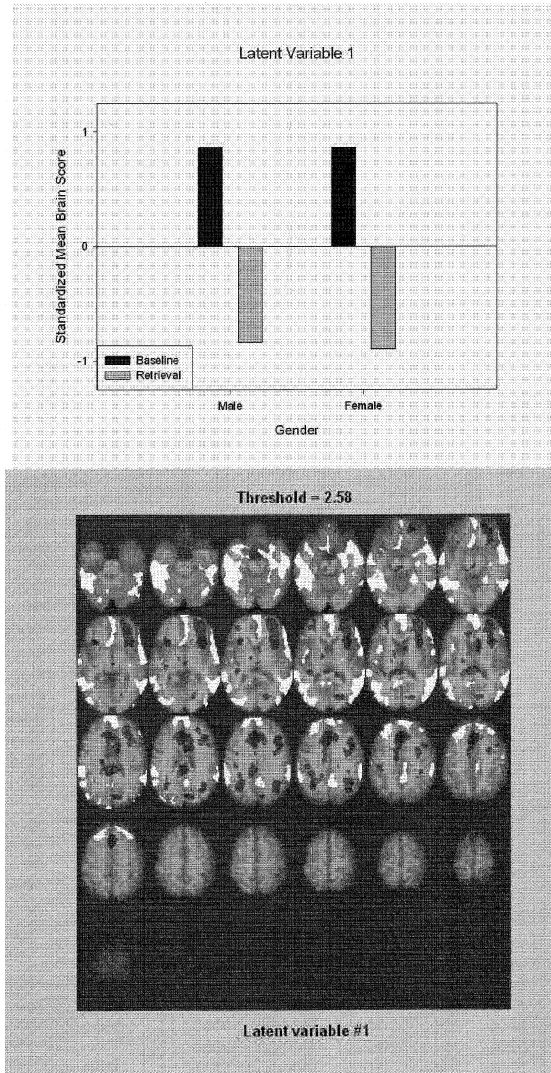 Latent Variable 1
1
0
-1
Standardized Mean Brain Score
Baseline
Retrieval
Male Female
Gender
Threshold = 2.58
Latent variable #1